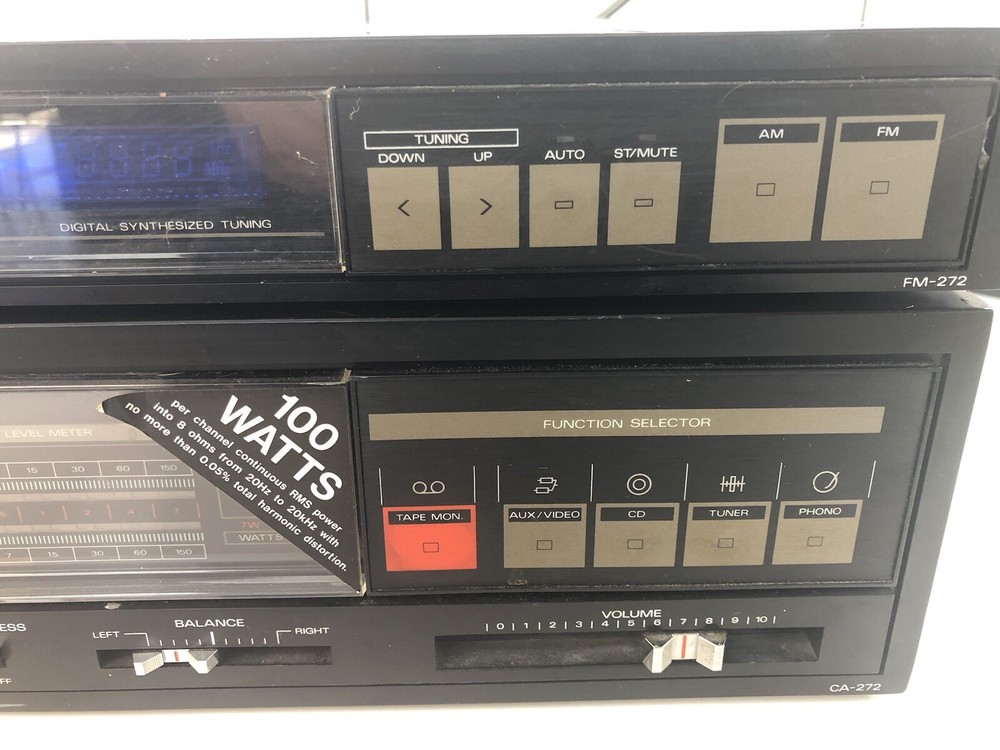 TUNING
DOWN UP AUTO ST/MUTE
AM FM
DIGITAL SYNTHESIZED TUNING
FM-272
100
WATTS
per channel continuous RMS power
into 8 ohms from 20Hz to 20kHz with
no more than 0.05% total harmonic distortion.
LEVEL METER
15 30 60 150
7W
WATTS
7 15 30 60 150
FUNCTION SELECTOR
TAPE MON. AUX/VIDEO CD TUNER PHONO
ESS
FF
BALANCE
LEFT RIGHT
VOLUME
0 1 2 3 4 5 6 7 8 9 10
CA-272